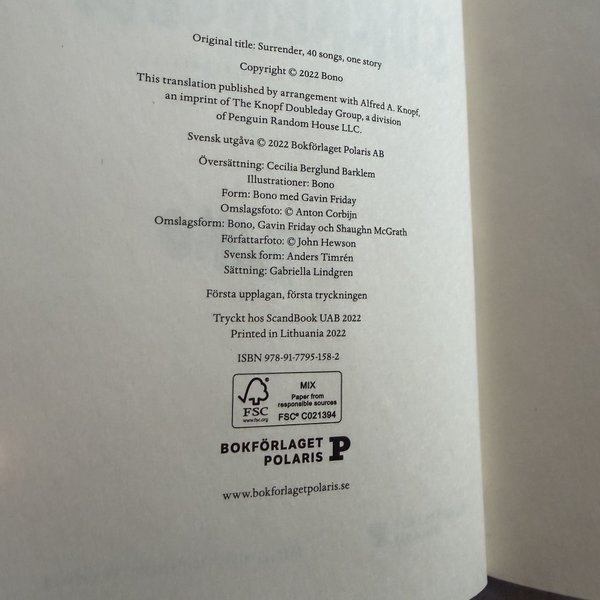 Original title: Surrender, 40 songs, one story
Copyright © 2022 Bono
This translation published by arrangement with Alfred A. Knopf,
an imprint of The Knopf Doubleday Group, a division
of Penguin Random House LLC.
Svensk utgåva © 2022 Bokförlaget Polaris AB
Översättning: Cecilia Berglund Barklem
Illustrationer: Bono
Form: Bono med Gavin Friday
Omslagsfoto: © Anton Corbijn
Omslagsform: Bono, Gavin Friday och Shaughn McGrath
Författarfoto: © John Hewson
Svensk form: Anders Timrén
Sättning: Gabriella Lindgren
Första upplagan, första tryckningen
Tryckt hos ScandBook UAB 2022
Printed in Lithuania 2022
ISBN 978-91-7795-158-2
FSC
www.fsc.org
MIX
Paper from
responsible sources
FSC® C021394
BOKFÖRLAGET
POLARIS P
www.bokforlagetpolaris.se